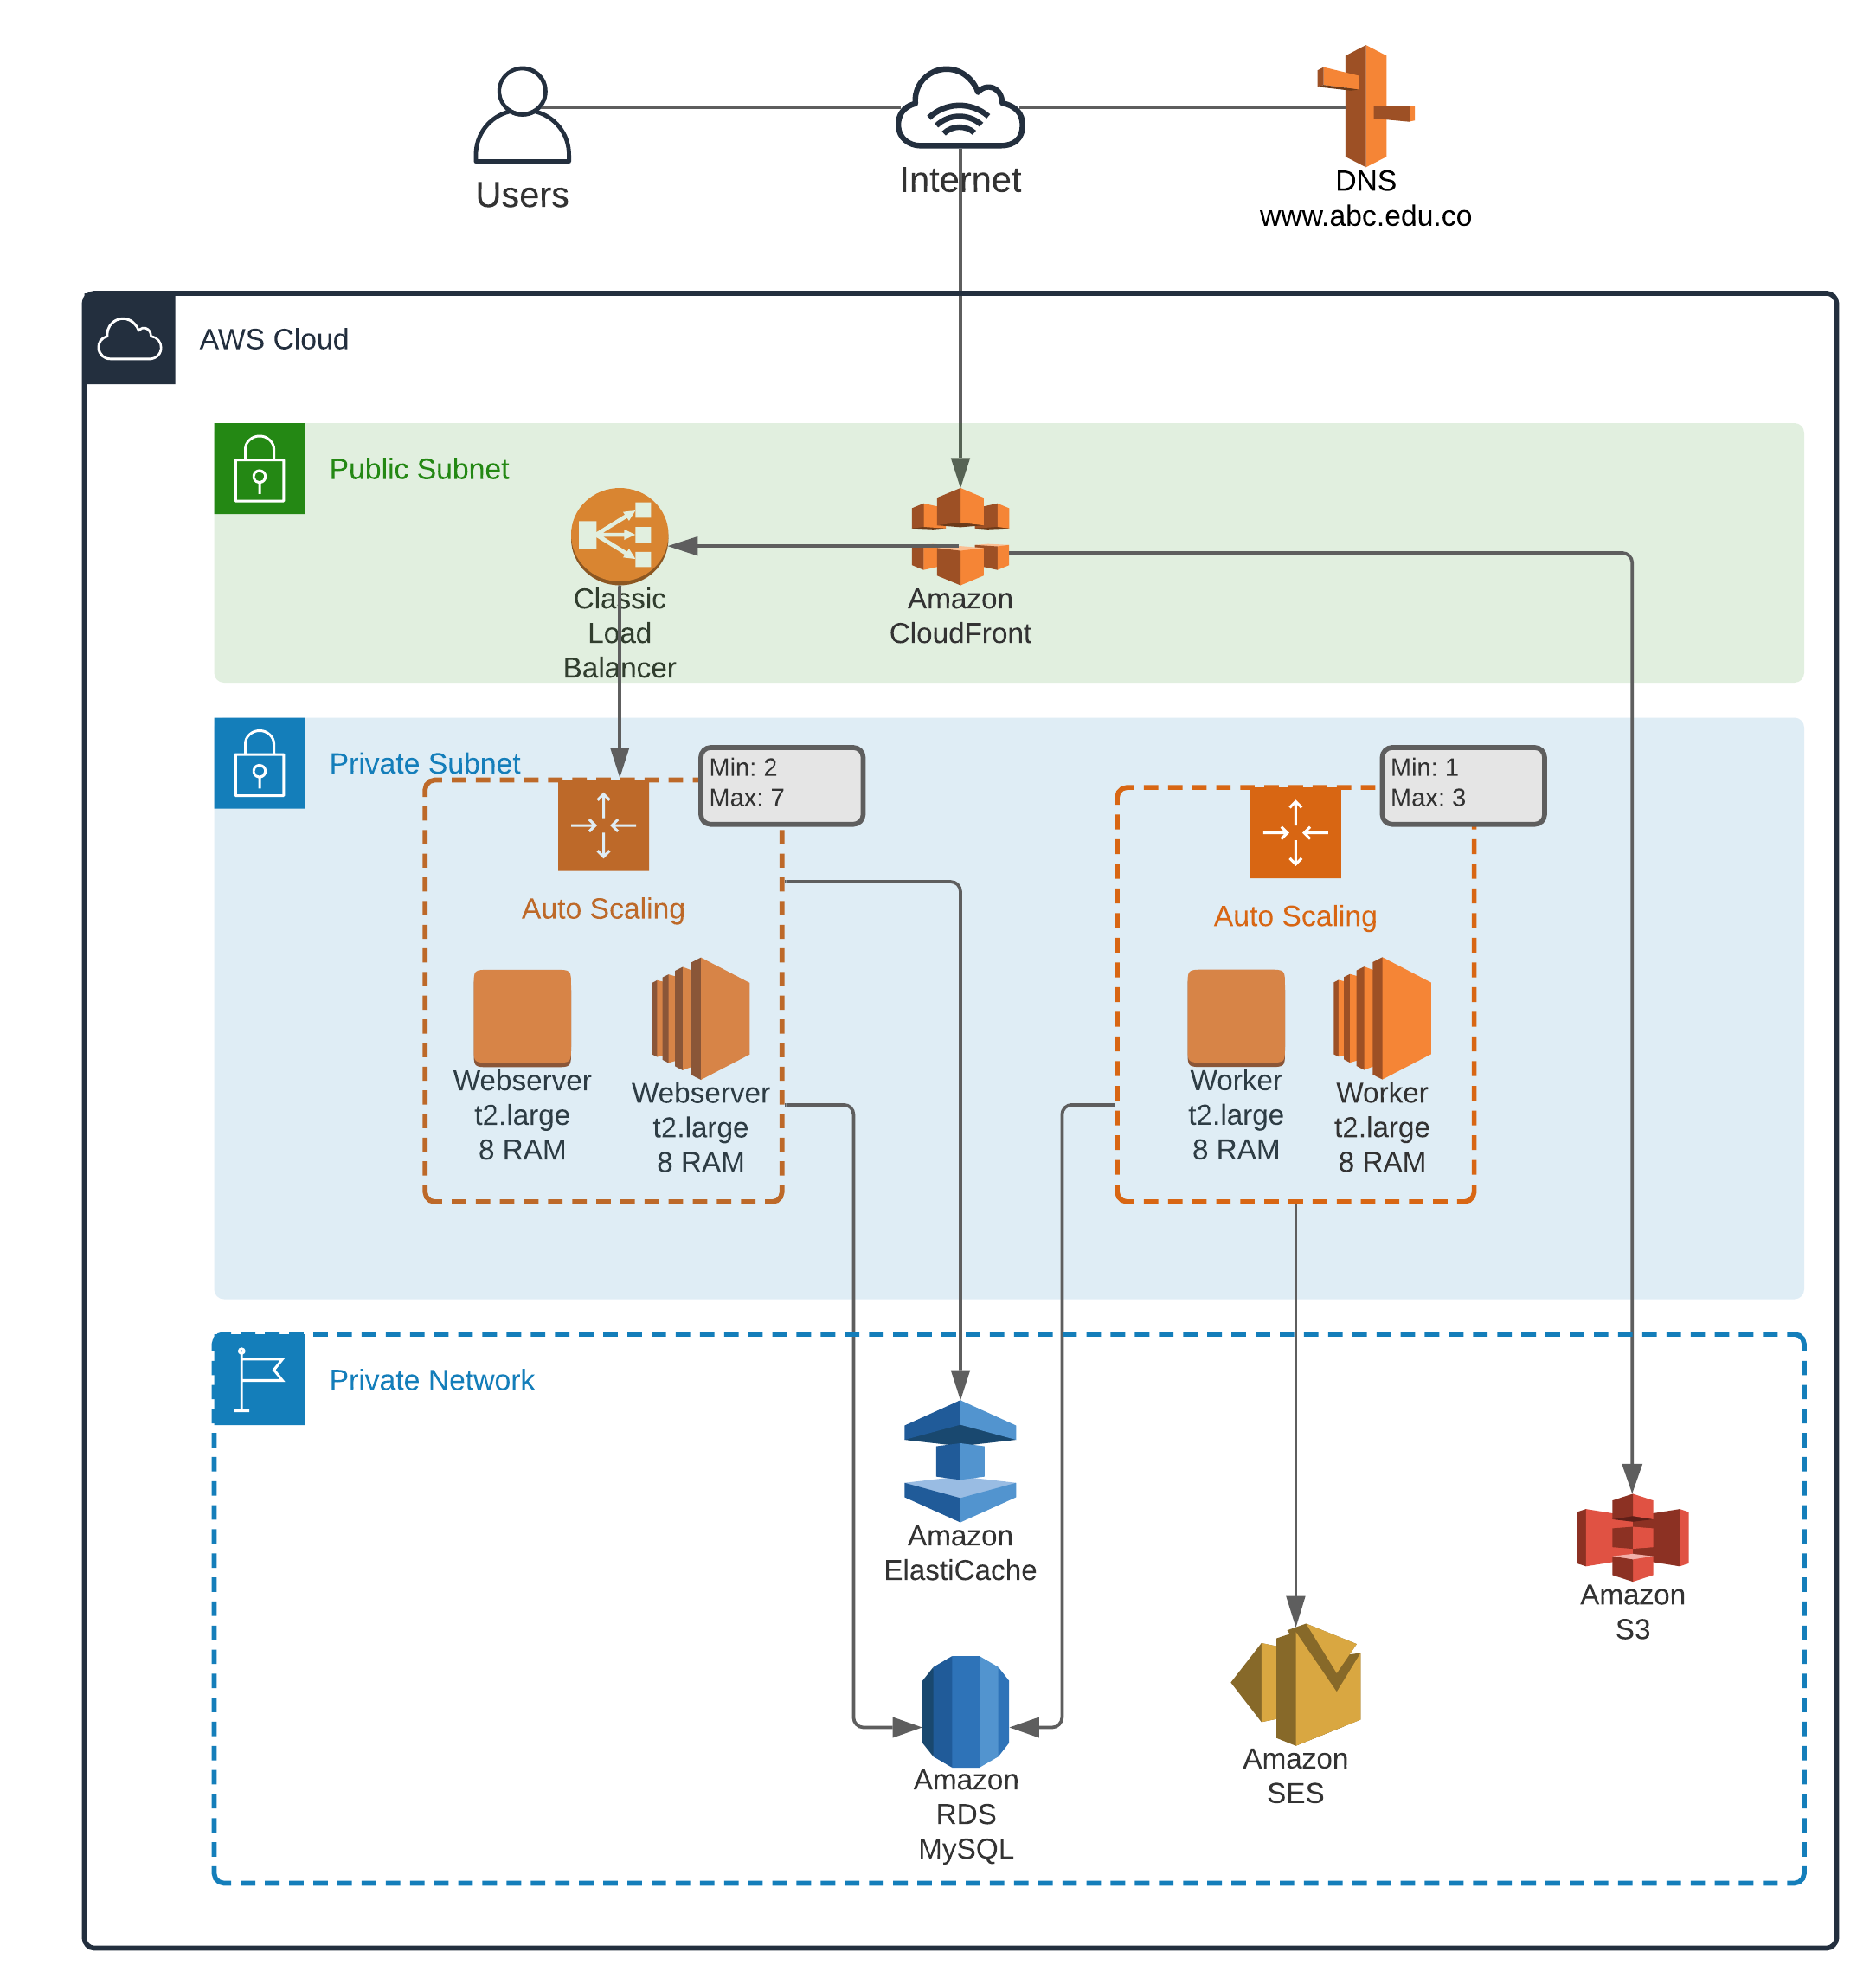 Users
Internet
DNS
www.abc.edu.co
AWS Cloud
Public Subnet
Classic
Load
Balancer
Amazon
CloudFront
Private Subnet
Min: 2
Max: 7
Min: 1
Max: 3
Auto Scaling
Auto Scaling
Webserver
t2.large
8 RAM
Webserver
t2.large
8 RAM
Worker
t2.large
8 RAM
Worker
t2.large
8 RAM
Private Network
Amazon
ElastiCache
Amazon
S3
Amazon
SES
Amazon
RDS
MySQL